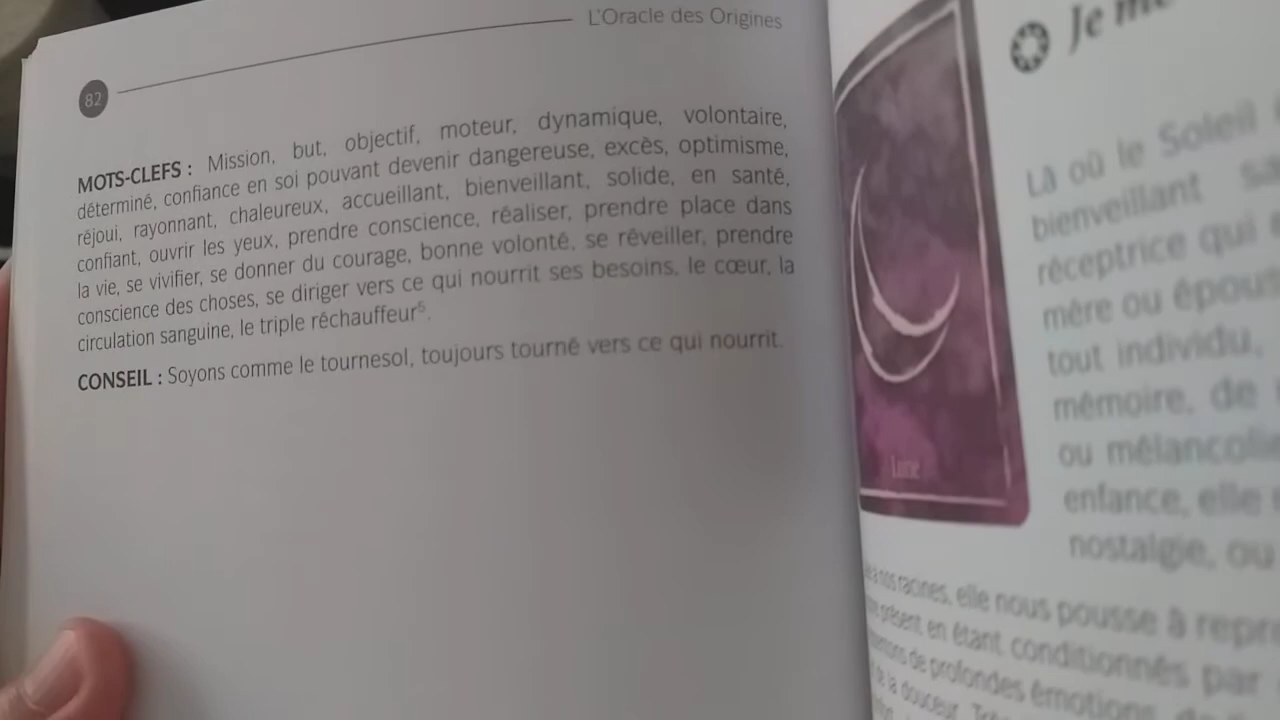 L'Oracle des Origines
82
MOTS-CLEFS : Mission, but, objectif, moteur, dynamique, volontaire,
déterminé, confiance en soi pouvant devenir dangereuse, excès, optimisme,
réjoui, rayonnant, chaleureux, accueillant, bienveillant, solide, en santé,
confiant, ouvrir les yeux, prendre conscience, réaliser, prendre place dans
la vie, se vivifier, se donner du courage, bonne volonté, se réveiller, prendre
conscience des choses, se diriger vers ce qui nourrit ses besoins, le cœur, la
circulation sanguine, le triple réchauffeur⁵.
CONSEIL : Soyons comme le tournesol, toujours tourné vers ce qui nourrit.
Je
Là où le Soleil
bienveillant
réceptrice qui
mère ou
tout individu,
mémoire, de
ou
enfance, elle
nostalgie, ou
nos racines, elle nous pousse à
présent en étant conditionnés par
de profondes émotions, de
la douceur.